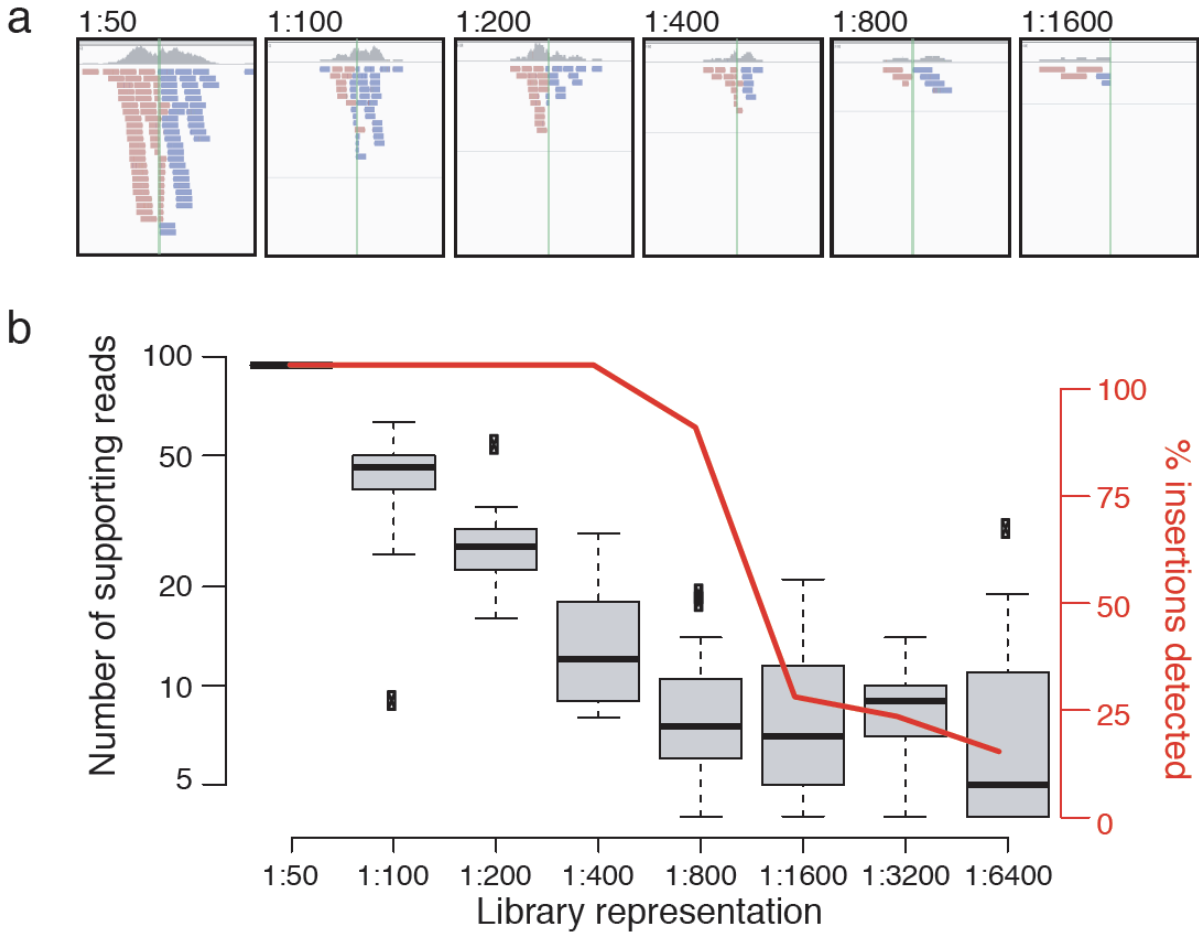 a
1:50 1:100 1:200 1:400 1:800 1:1600
b
Number of supporting reads
100
50
20
10
5
100
75
50
25
0
% insertions detected
1:50 1:100 1:200 1:400 1:800 1:1600 1:3200 1:6400
Library representation